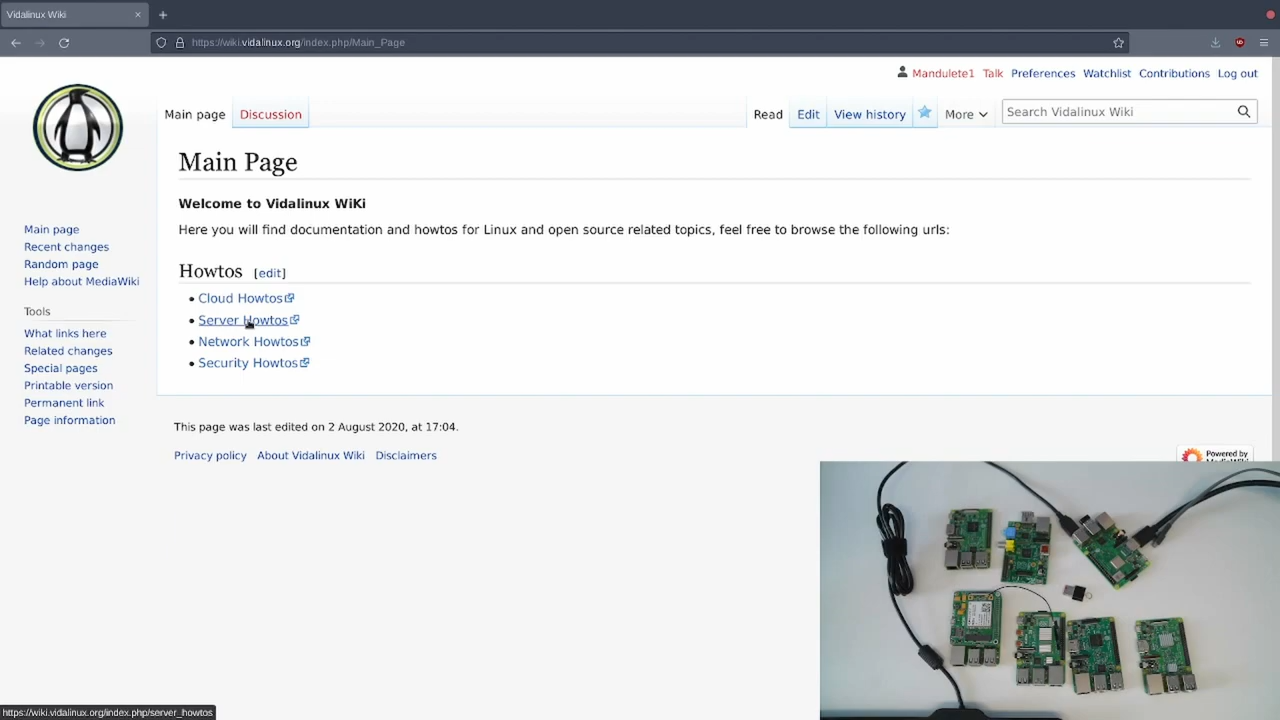 Vidalinux Wiki
https://wiki.vidalinux.org/index.php/Main_Page
Mandulete1 Talk Preferences Watchlist Contributions Log out
Main page Discussion Read Edit View history More Search Vidalinux Wiki
Main Page
Welcome to Vidalinux WiKi
Here you will find documentation and howtos for Linux and open source related topics, feel free to browse the following urls:
Howtos [edit]
• Cloud Howtos
• Server Howtos
• Network Howtos
• Security Howtos
This page was last edited on 2 August 2020, at 17:04.
Privacy policy About Vidalinux Wiki Disclaimers
Powered by
MediaWiki
Main page
Recent changes
Random page
Help about MediaWiki
Tools
What links here
Related changes
Special pages
Printable version
Permanent link
Page information
https://wiki.vidalinux.org/index.php/server_howtos